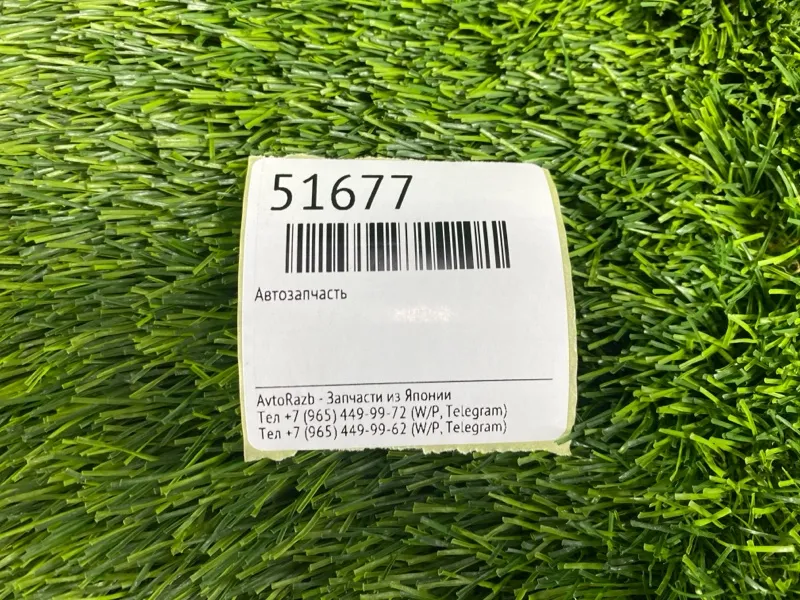 51677
Автозапчасть
AvtoRazb - Запчасти из Японии
Тел +7 (965) 449-99-72 (W/P, Telegram)
Тел +7 (965) 449-99-62 (W/P, Telegram)